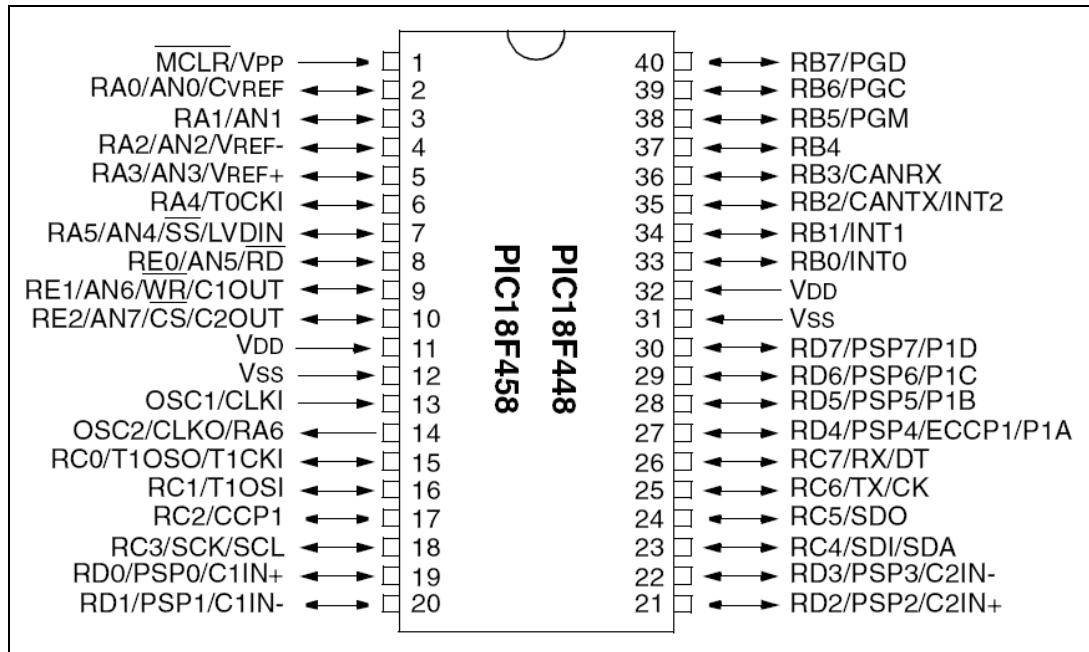 MCLR/VPP 1
RA0/AN0/CVREF 2
RA1/AN1 3
RA2/AN2/VREF- 4
RA3/AN3/VREF+ 5
RA4/T0CKI 6
RA5/AN4/SS/LVDIN 7
RE0/AN5/RD 8
RE1/AN6/WR/C1OUT 9
RE2/AN7/CS/C2OUT 10
VDD 11
VSS 12
OSC1/CLKI 13
OSC2/CLKO/RA6 14
RC0/T1OSO/T1CKI 15
RC1/T1OSI 16
RC2/CCP1 17
RC3/SCK/SCL 18
RD0/PSP0/C1IN+ 19
RD1/PSP1/C1IN- 20
PIC18F458
PIC18F448
40 RB7/PGD
39 RB6/PGC
38 RB5/PGM
37 RB4
36 RB3/CANRX
35 RB2/CANTX/INT2
34 RB1/INT1
33 RB0/INT0
32 VDD
31 VSS
30 RD7/PSP7/P1D
29 RD6/PSP6/P1C
28 RD5/PSP5/P1B
27 RD4/PSP4/ECCP1/P1A
26 RC7/RX/DT
25 RC6/TX/CK
24 RC5/SDO
23 RC4/SDI/SDA
22 RD3/PSP3/C2IN-
21 RD2/PSP2/C2IN+